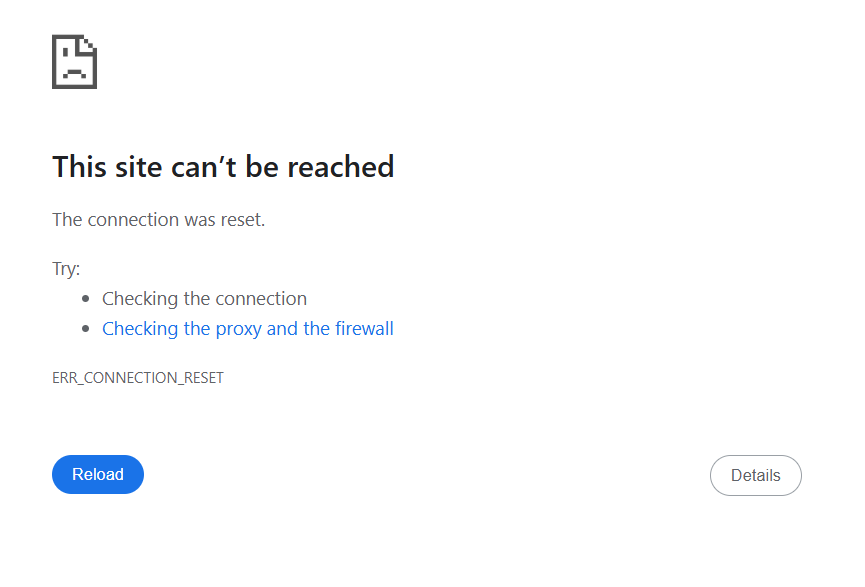 This site can’t be reached
The connection was reset.
Try:
Checking the connection
Checking the proxy and the firewall
ERR_CONNECTION_RESET
Reload
Details